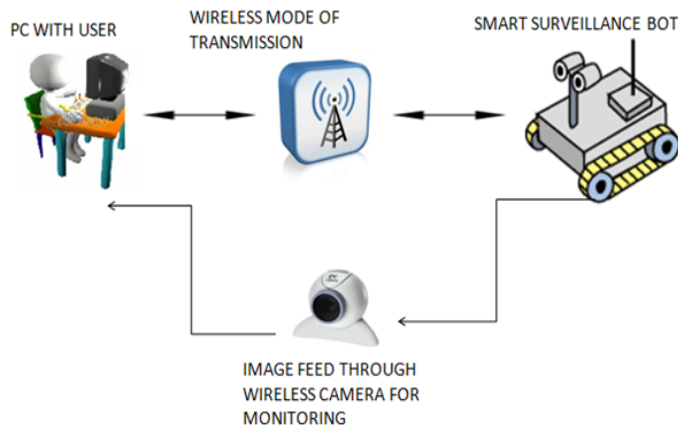 PC WITH USER
WIRELESS MODE OF
TRANSMISSION
SMART SURVEILLANCE BOT
IMAGE FEED THROUGH
WIRELESS CAMERA FOR
MONITORING